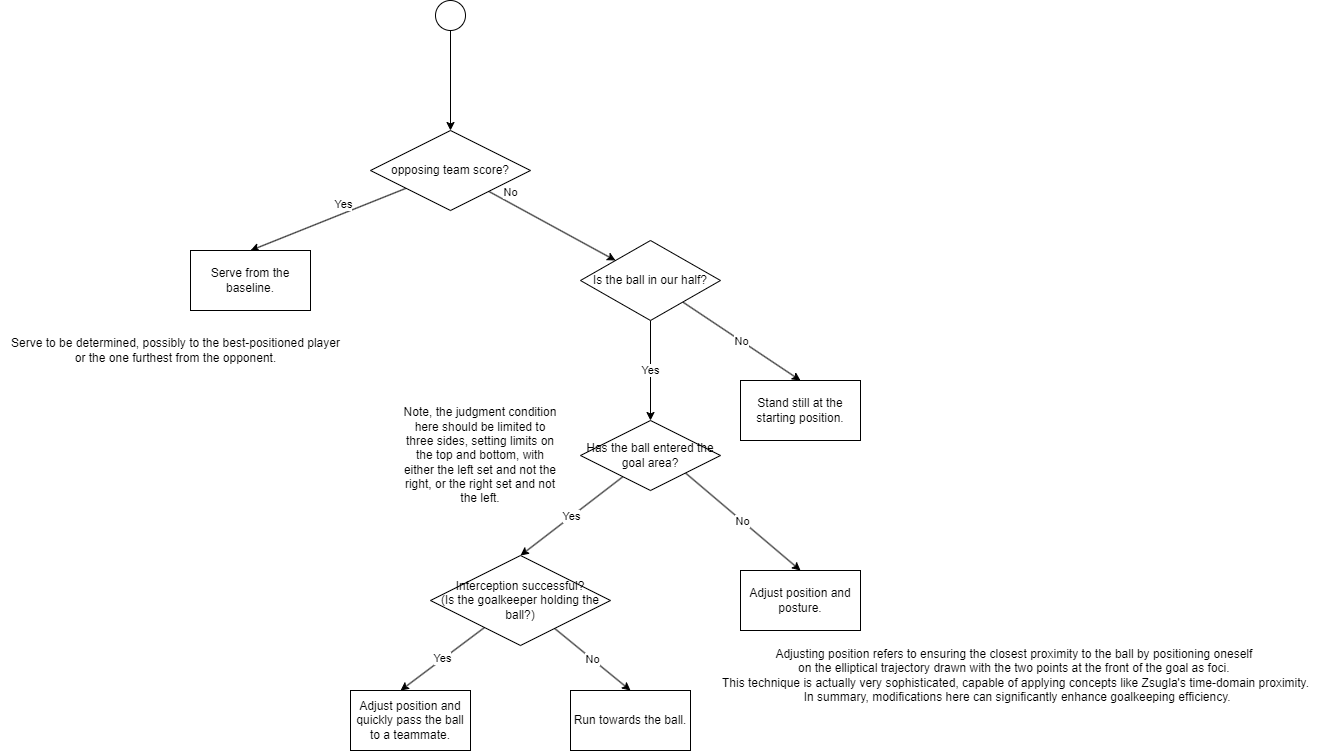 opposing team score?
Yes
No
Serve from the
baseline.
Is the ball in our half?
Serve to be determined, possibly to the best-positioned player
or the one furthest from the opponent.
No
Yes
Stand still at the
starting position.
Note, the judgment condition
here should be limited to
three sides, setting limits on
the top and bottom, with
either the left set and not the
right, or the right set and not
the left.
Has the ball entered the
goal area?
Yes
No
Interception successful?
(Is the goalkeeper holding the
ball?)
Adjust position and
posture.
Yes
No
Adjusting position refers to ensuring the closest proximity to the ball by positioning oneself
on the elliptical trajectory drawn with the two points at the front of the goal as foci.
This technique is actually very sophisticated, capable of applying concepts like Zsugla's time-domain proximity.
In summary, modifications here can significantly enhance goalkeeping efficiency.
Adjust position and
quickly pass the ball
to a teammate.
Run towards the ball.